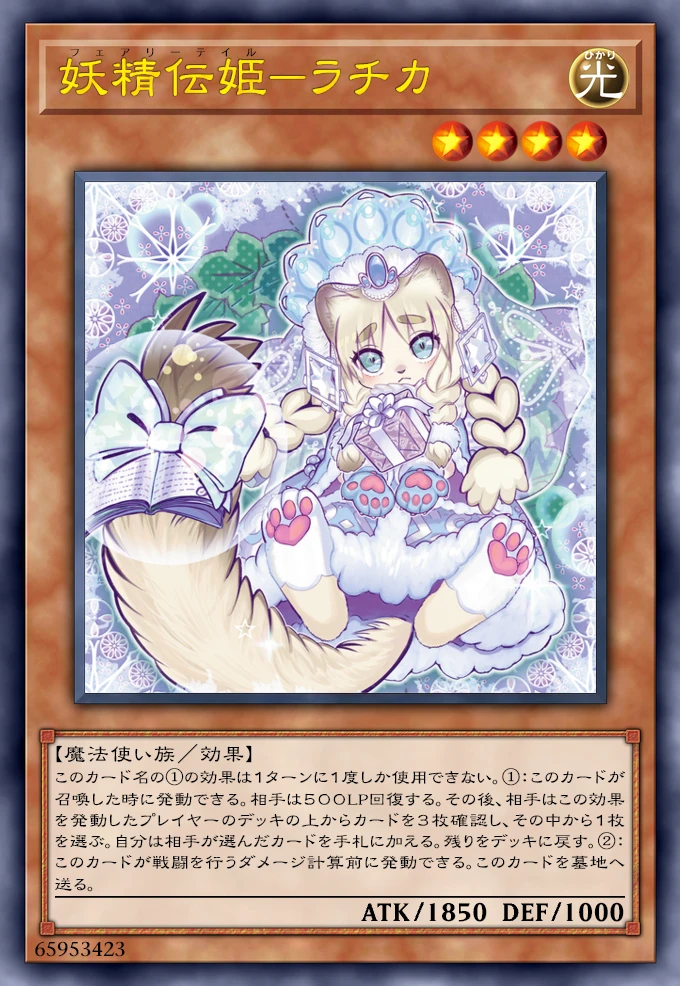 フェアリーテイル
妖精伝姫－ラチカ
ひかり
光
【魔法使い族／効果】
このカード名の①の効果は１ターンに１度しか使用できない。①：このカードが
召喚した時に発動できる。相手は５００LP回復する。その後、相手はこの効果
を発動したプレイヤーのデッキの上からカードを３枚確認し、その中から１枚
を選ぶ。自分は相手が選んだカードを手札に加える。残りをデッキに戻す。②：
このカードが戦闘を行うダメージ計算前に発動できる。このカードを墓地へ
送る。
ATK/1850 DEF/1000
65953423